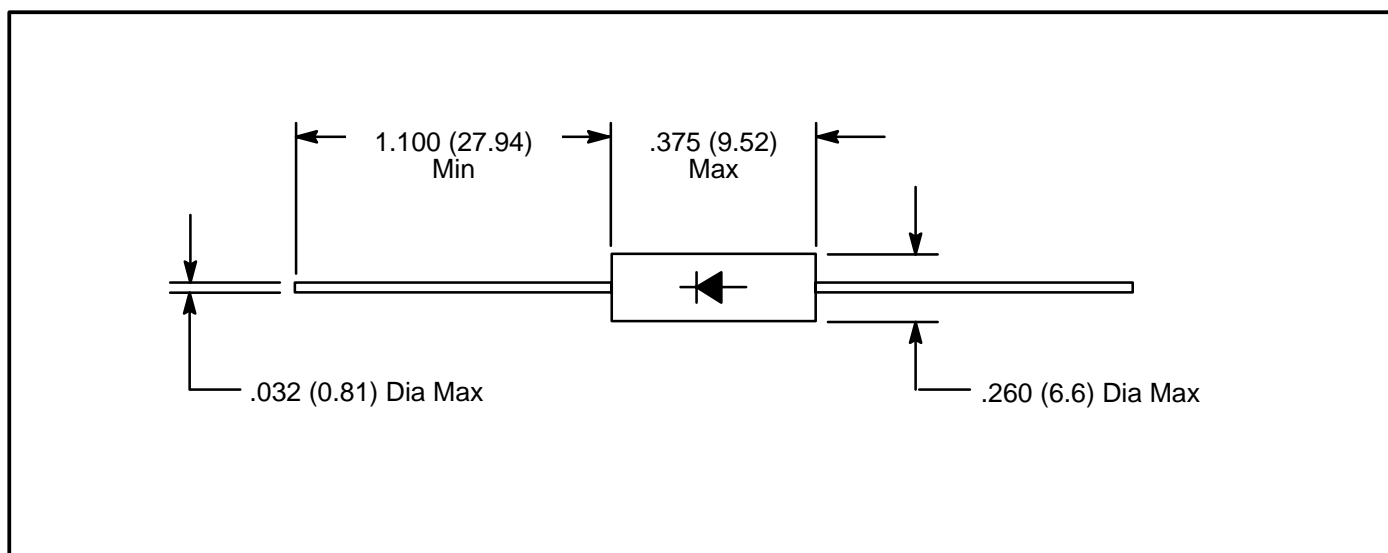 1.100 (27.94)
Min
.375 (9.52)
Max
.032 (0.81) Dia Max
.260 (6.6) Dia Max